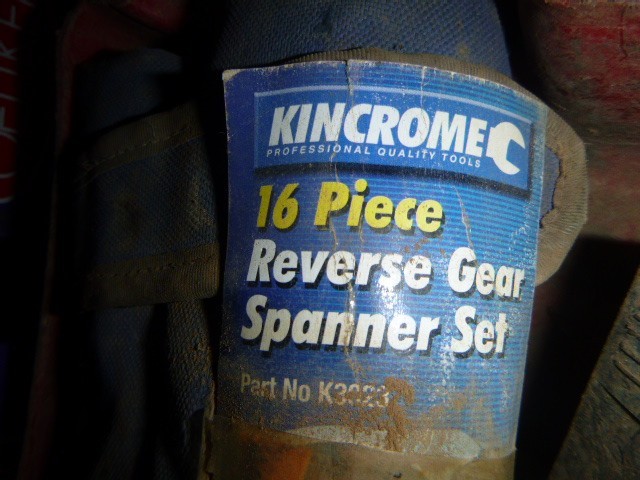 KINCROME
PROFESSIONAL QUALITY TOOLS
16 Piece
Reverse Gear
Spanner Set
Part No